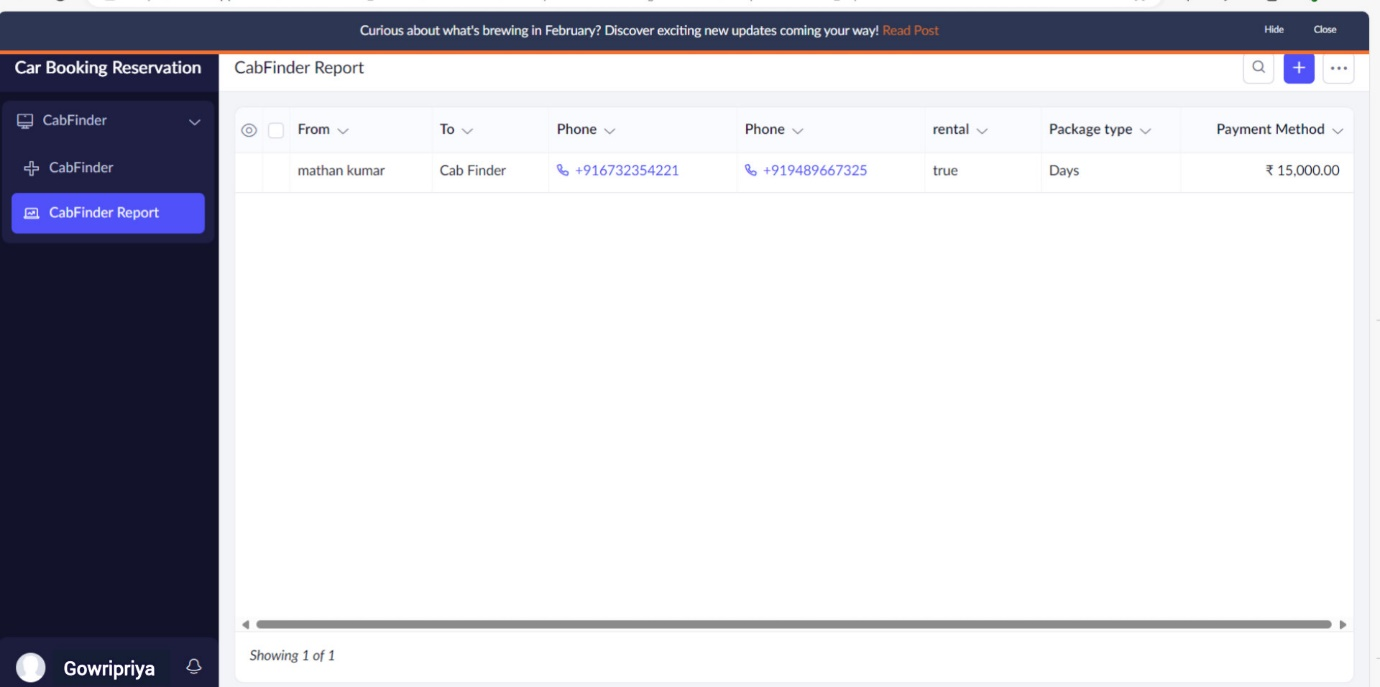 Curious about what's brewing in February? Discover exciting new updates coming your way! Read Post Hide Close
Car Booking Reservation
CabFinder
CabFinder
CabFinder Report
Gowripriya
CabFinder Report
From To Phone Phone rental Package type Payment Method
mathan kumar Cab Finder +916732354221 +919489667325 true Days ₹ 15,000.00
Showing 1 of 1